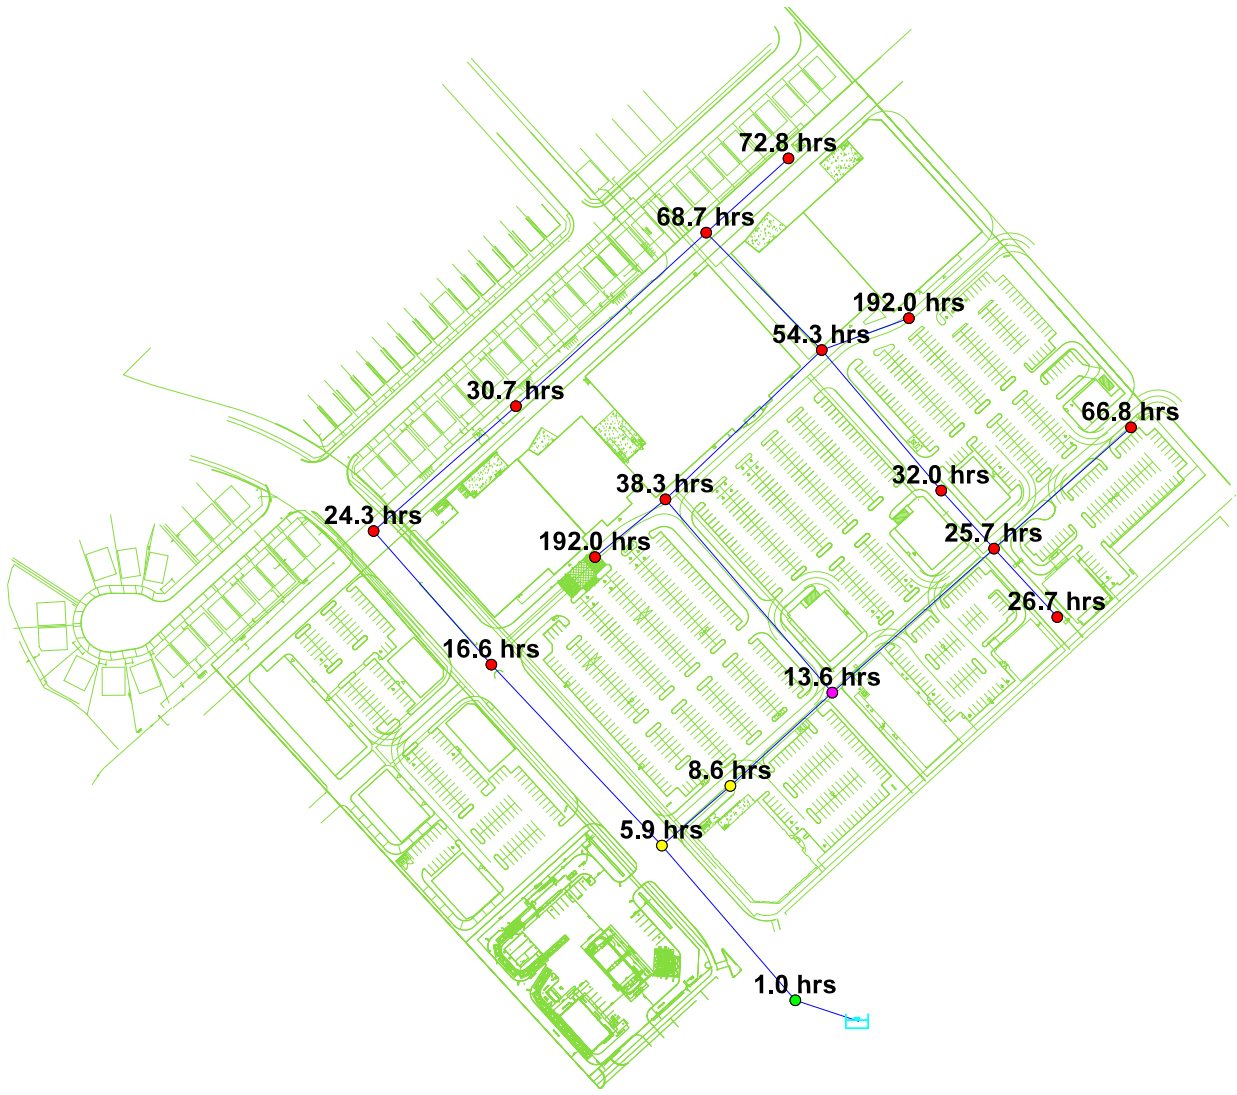 72.8 hrs
68.7 hrs
192.0 hrs
54.3 hrs
30.7 hrs
66.8 hrs
38.3 hrs
32.0 hrs
24.3 hrs
192.0 hrs
25.7 hrs
26.7 hrs
16.6 hrs
13.6 hrs
8.6 hrs
5.9 hrs
1.0 hrs